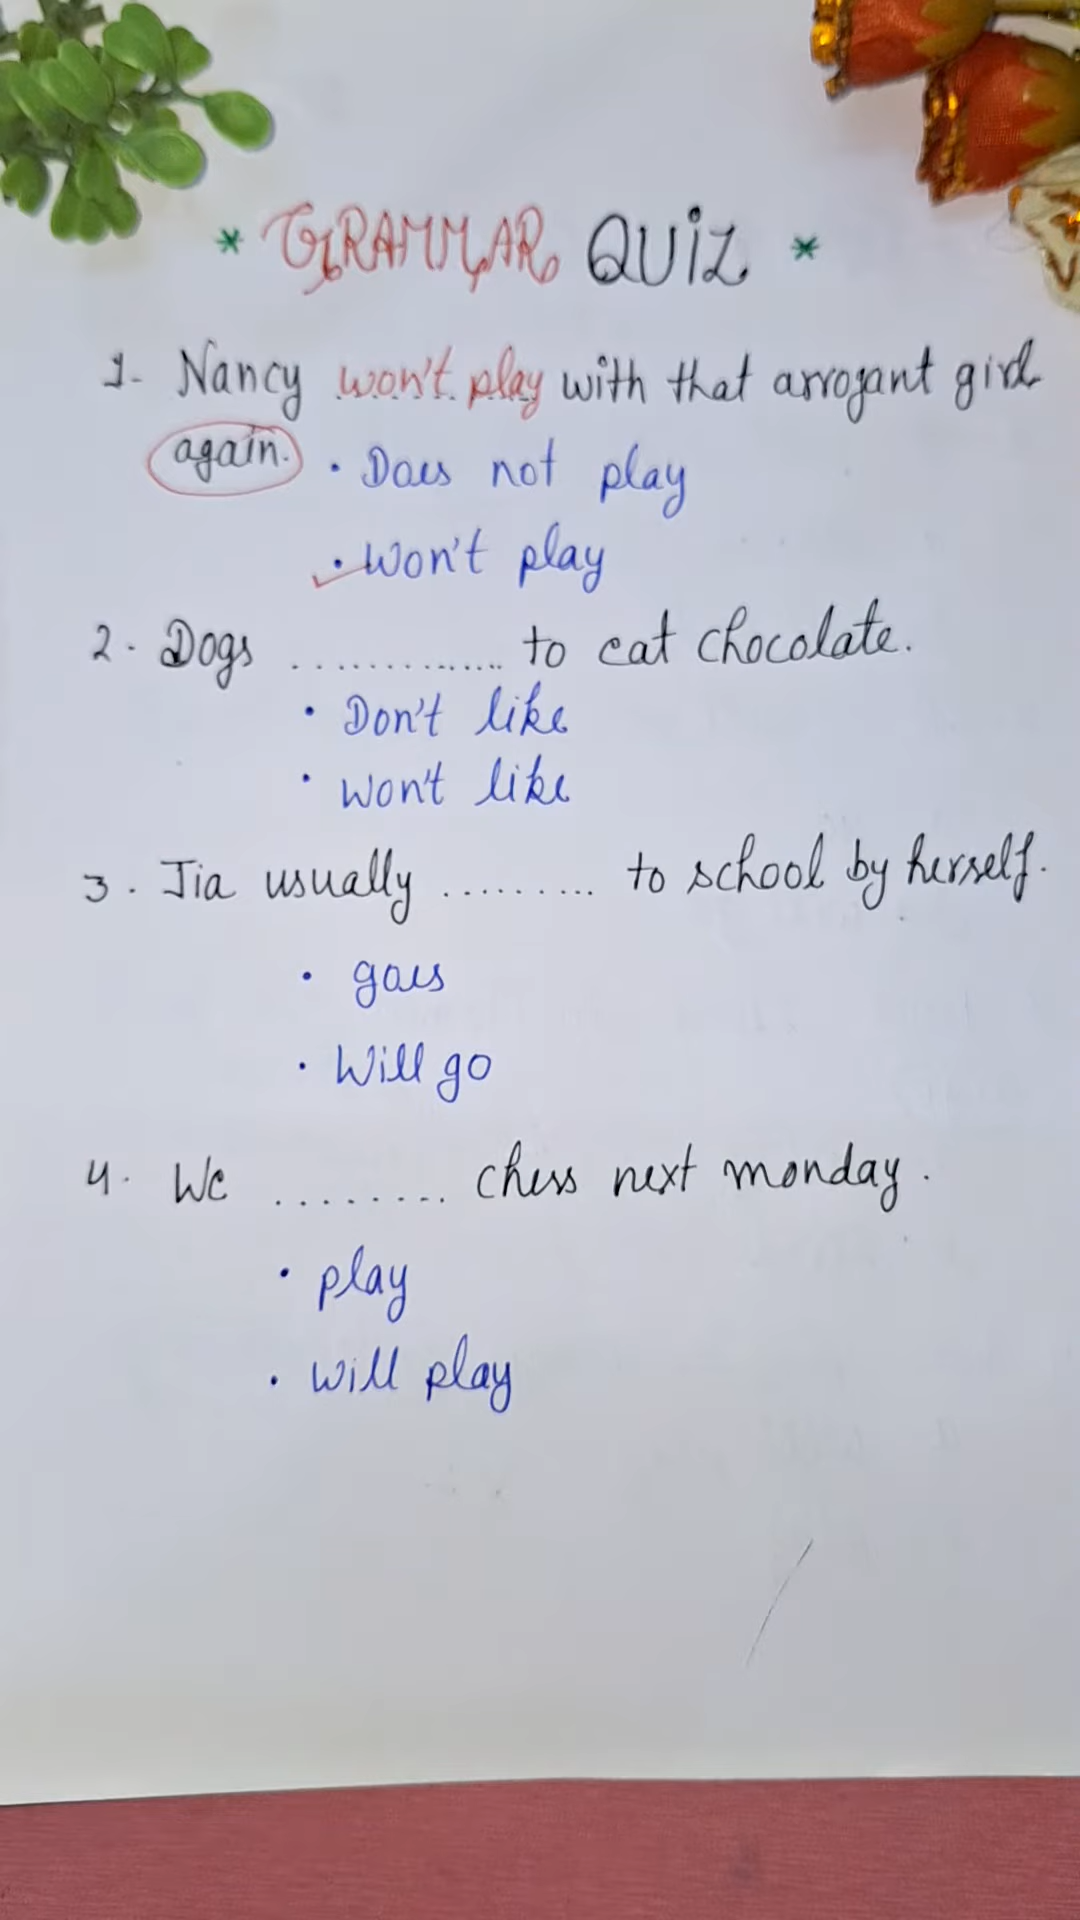 * GRAMMAR QUIZ *
1- Nancy won't play with that arrogant girl
again. • Does not play
• Won't play
2. Dogs .............. to eat chocolate.
• Don't like
• Won't like
3. Jia usually ......... to school by herself.
• goes
• Will go
4. We ........ chess next monday.
• play
• will play